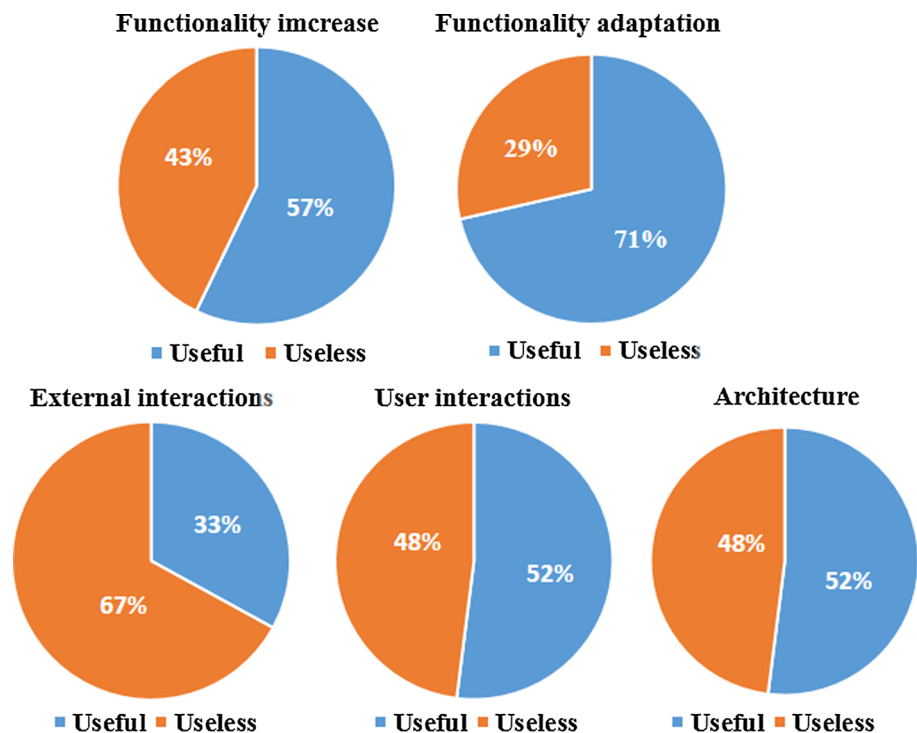 Functionality imcrease
Functionality adaptation
43%
57%
29%
71%
Useful Useless
Useful Useless
External interactions
User interactions
Architecture
33%
67%
48%
52%
48%
52%
Useful Useless
Useful Useless
Useful Useless